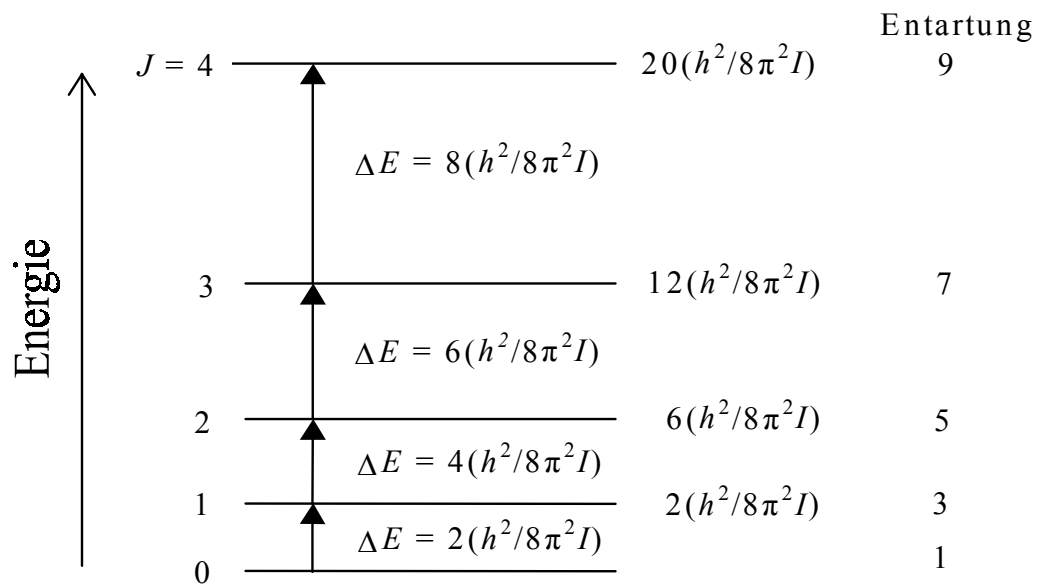 Entartung
J = 4 20(h²/8π²I) 9
ΔE = 8(h²/8π²I)
3 12(h²/8π²I) 7
ΔE = 6(h²/8π²I)
2 6(h²/8π²I) 5
ΔE = 4(h²/8π²I)
1 2(h²/8π²I) 3
ΔE = 2(h²/8π²I) 1
0
Energie